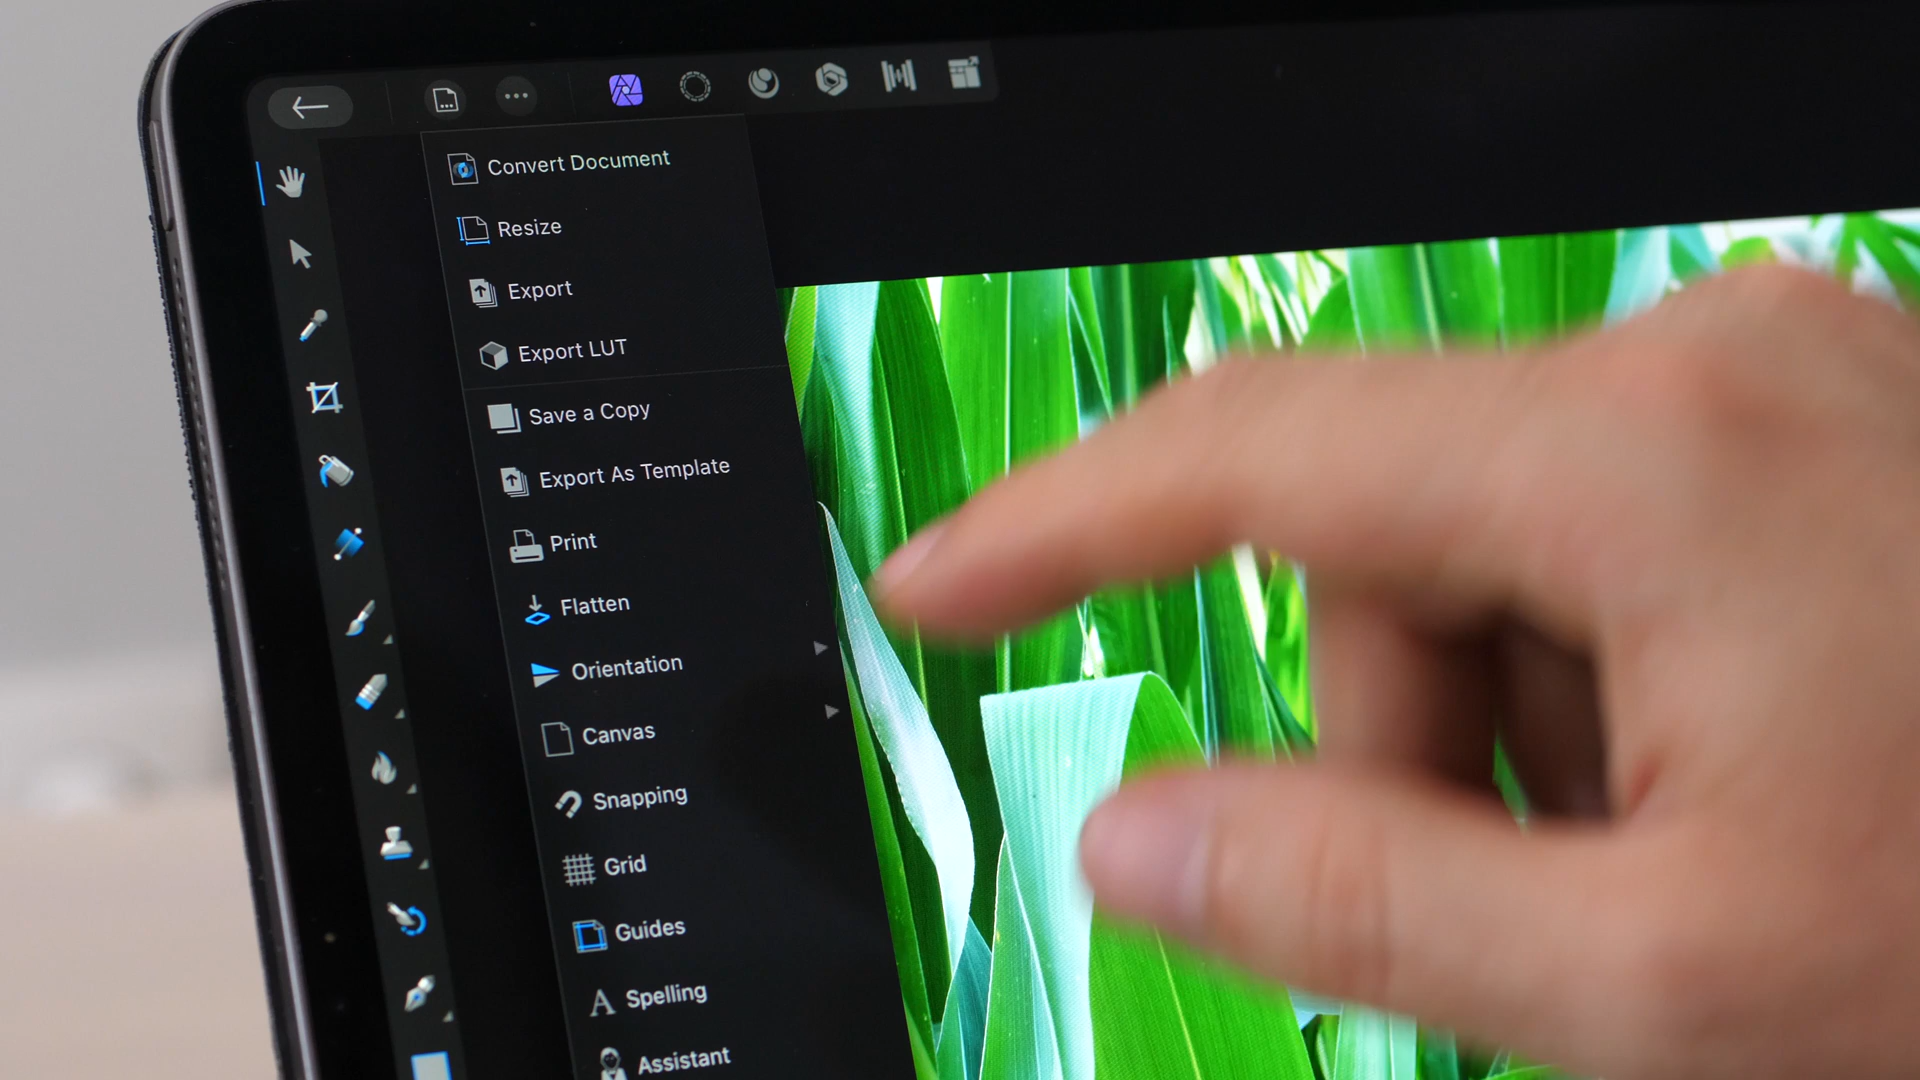 Convert Document
Resize
Export
Export LUT
Save a Copy
Export As Template
Print
Flatten
Orientation
Canvas
Snapping
Grid
Guides
Spelling
Assistant